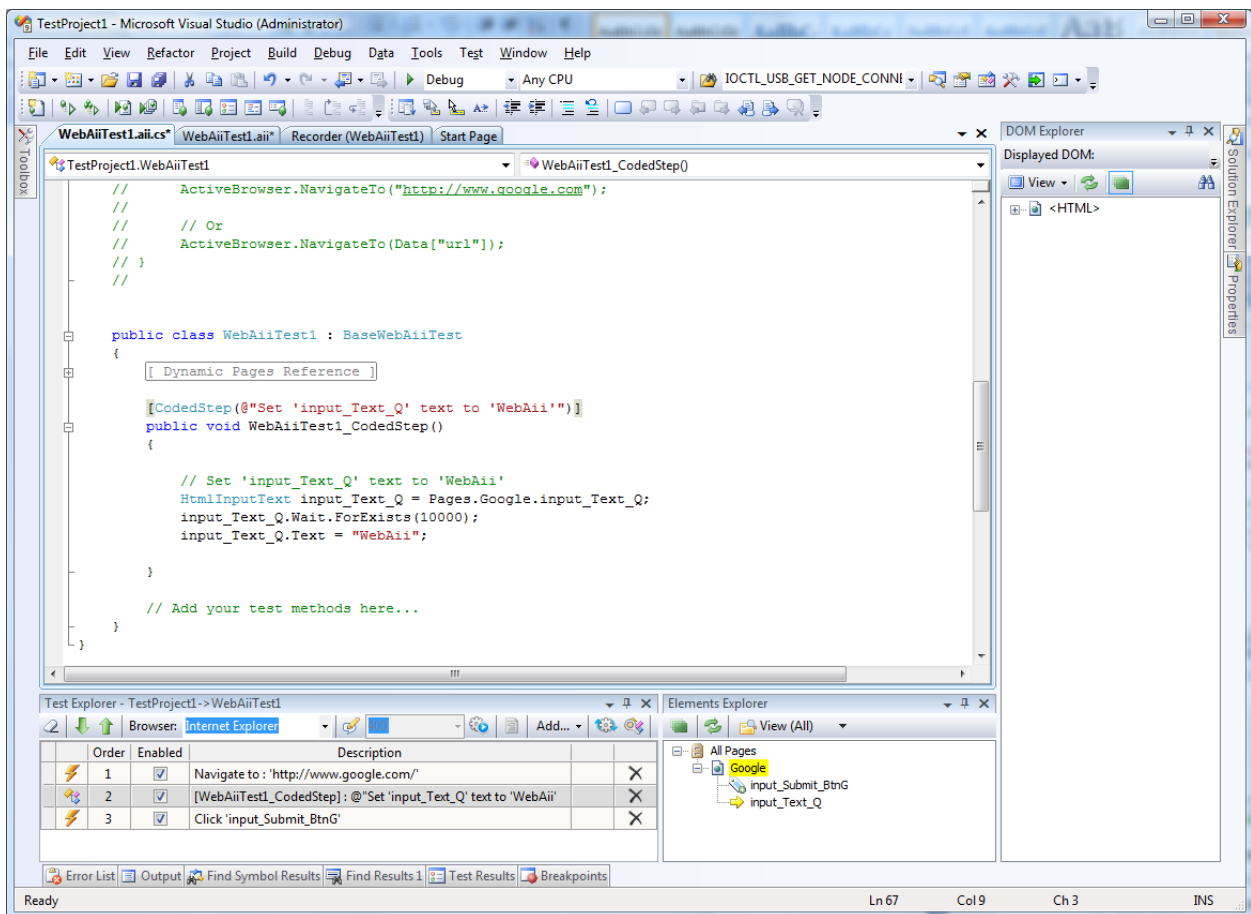 TestProject1 - Microsoft Visual Studio (Administrator)
File Edit View Refactor Project Build Debug Data Tools Test Window Help
Debug Any CPU IOCTL_USB_GET_NODE_CONNE
WebAiiTest1.aii.cs* WebAiiTest1.aii* Recorder (WebAiiTest1) Start Page
Toolbox
TestProject1.WebAiiTest1 WebAiiTest1_CodedStep()
// ActiveBrowser.NavigateTo("http://www.google.com");
//
// // Or
// ActiveBrowser.NavigateTo(Data["url"]);
// }
//
public class WebAiiTest1 : BaseWebAiiTest
{
[ Dynamic Pages Reference ]
[CodedStep(@"Set 'input_Text_Q' text to 'WebAii'")]
public void WebAiiTest1_CodedStep()
{
// Set 'input_Text_Q' text to 'WebAii'
HtmlInputText input_Text_Q = Pages.Google.input_Text_Q;
input_Text_Q.Wait.ForExists(10000);
input_Text_Q.Text = "WebAii";
}
// Add your test methods here...
}
}
DOM Explorer
Displayed DOM:
View
<HTML>
Solution Explorer
Properties
Test Explorer - TestProject1->WebAiiTest1
Browser: Internet Explorer Add...
Order Enabled Description
1 Navigate to : 'http://www.google.com/'
2 [WebAiiTest1_CodedStep] : @"Set 'input_Text_Q' text to 'WebAii'
3 Click 'input_Submit_BtnG'
Elements Explorer
View (All)
All Pages
Google
input_Submit_BtnG
input_Text_Q
Error List Output Find Symbol Results Find Results 1 Test Results Breakpoints
Ready Ln 67 Col 9 Ch 3 INS